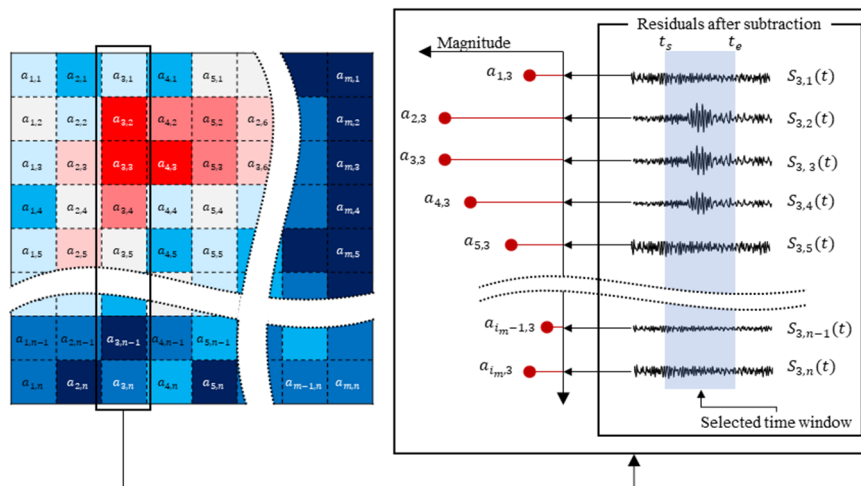 a1,1 a2,1 a3,1 a4,1 a5,1 am,1
a1,2 a2,2 a3,2 a4,2 a5,2 a2,6 am,2
a1,3 a2,3 a3,3 a4,3 a5,3 a3,6 am,3
a1,4 a2,4 a3,4 a4,4 a5,4 am,4
a1,5 a2,5 a3,5 a4,5 a5,5 am,5
a1,n−1 a2,n−1 a3,n−1 a4,n−1 a5,n−1
a1,n a2,n a3,n a4,n a5,n am−1,n am,n
Residuals after subtraction
Magnitude ts te
a1,3 S3,1(t)
a2,3 S3,2(t)
a3,3 S3,3(t)
a4,3 S3,4(t)
a5,3 S3,5(t)
aim−1,3 S3,n−1(t)
aim,3 S3,n(t)
Selected time window